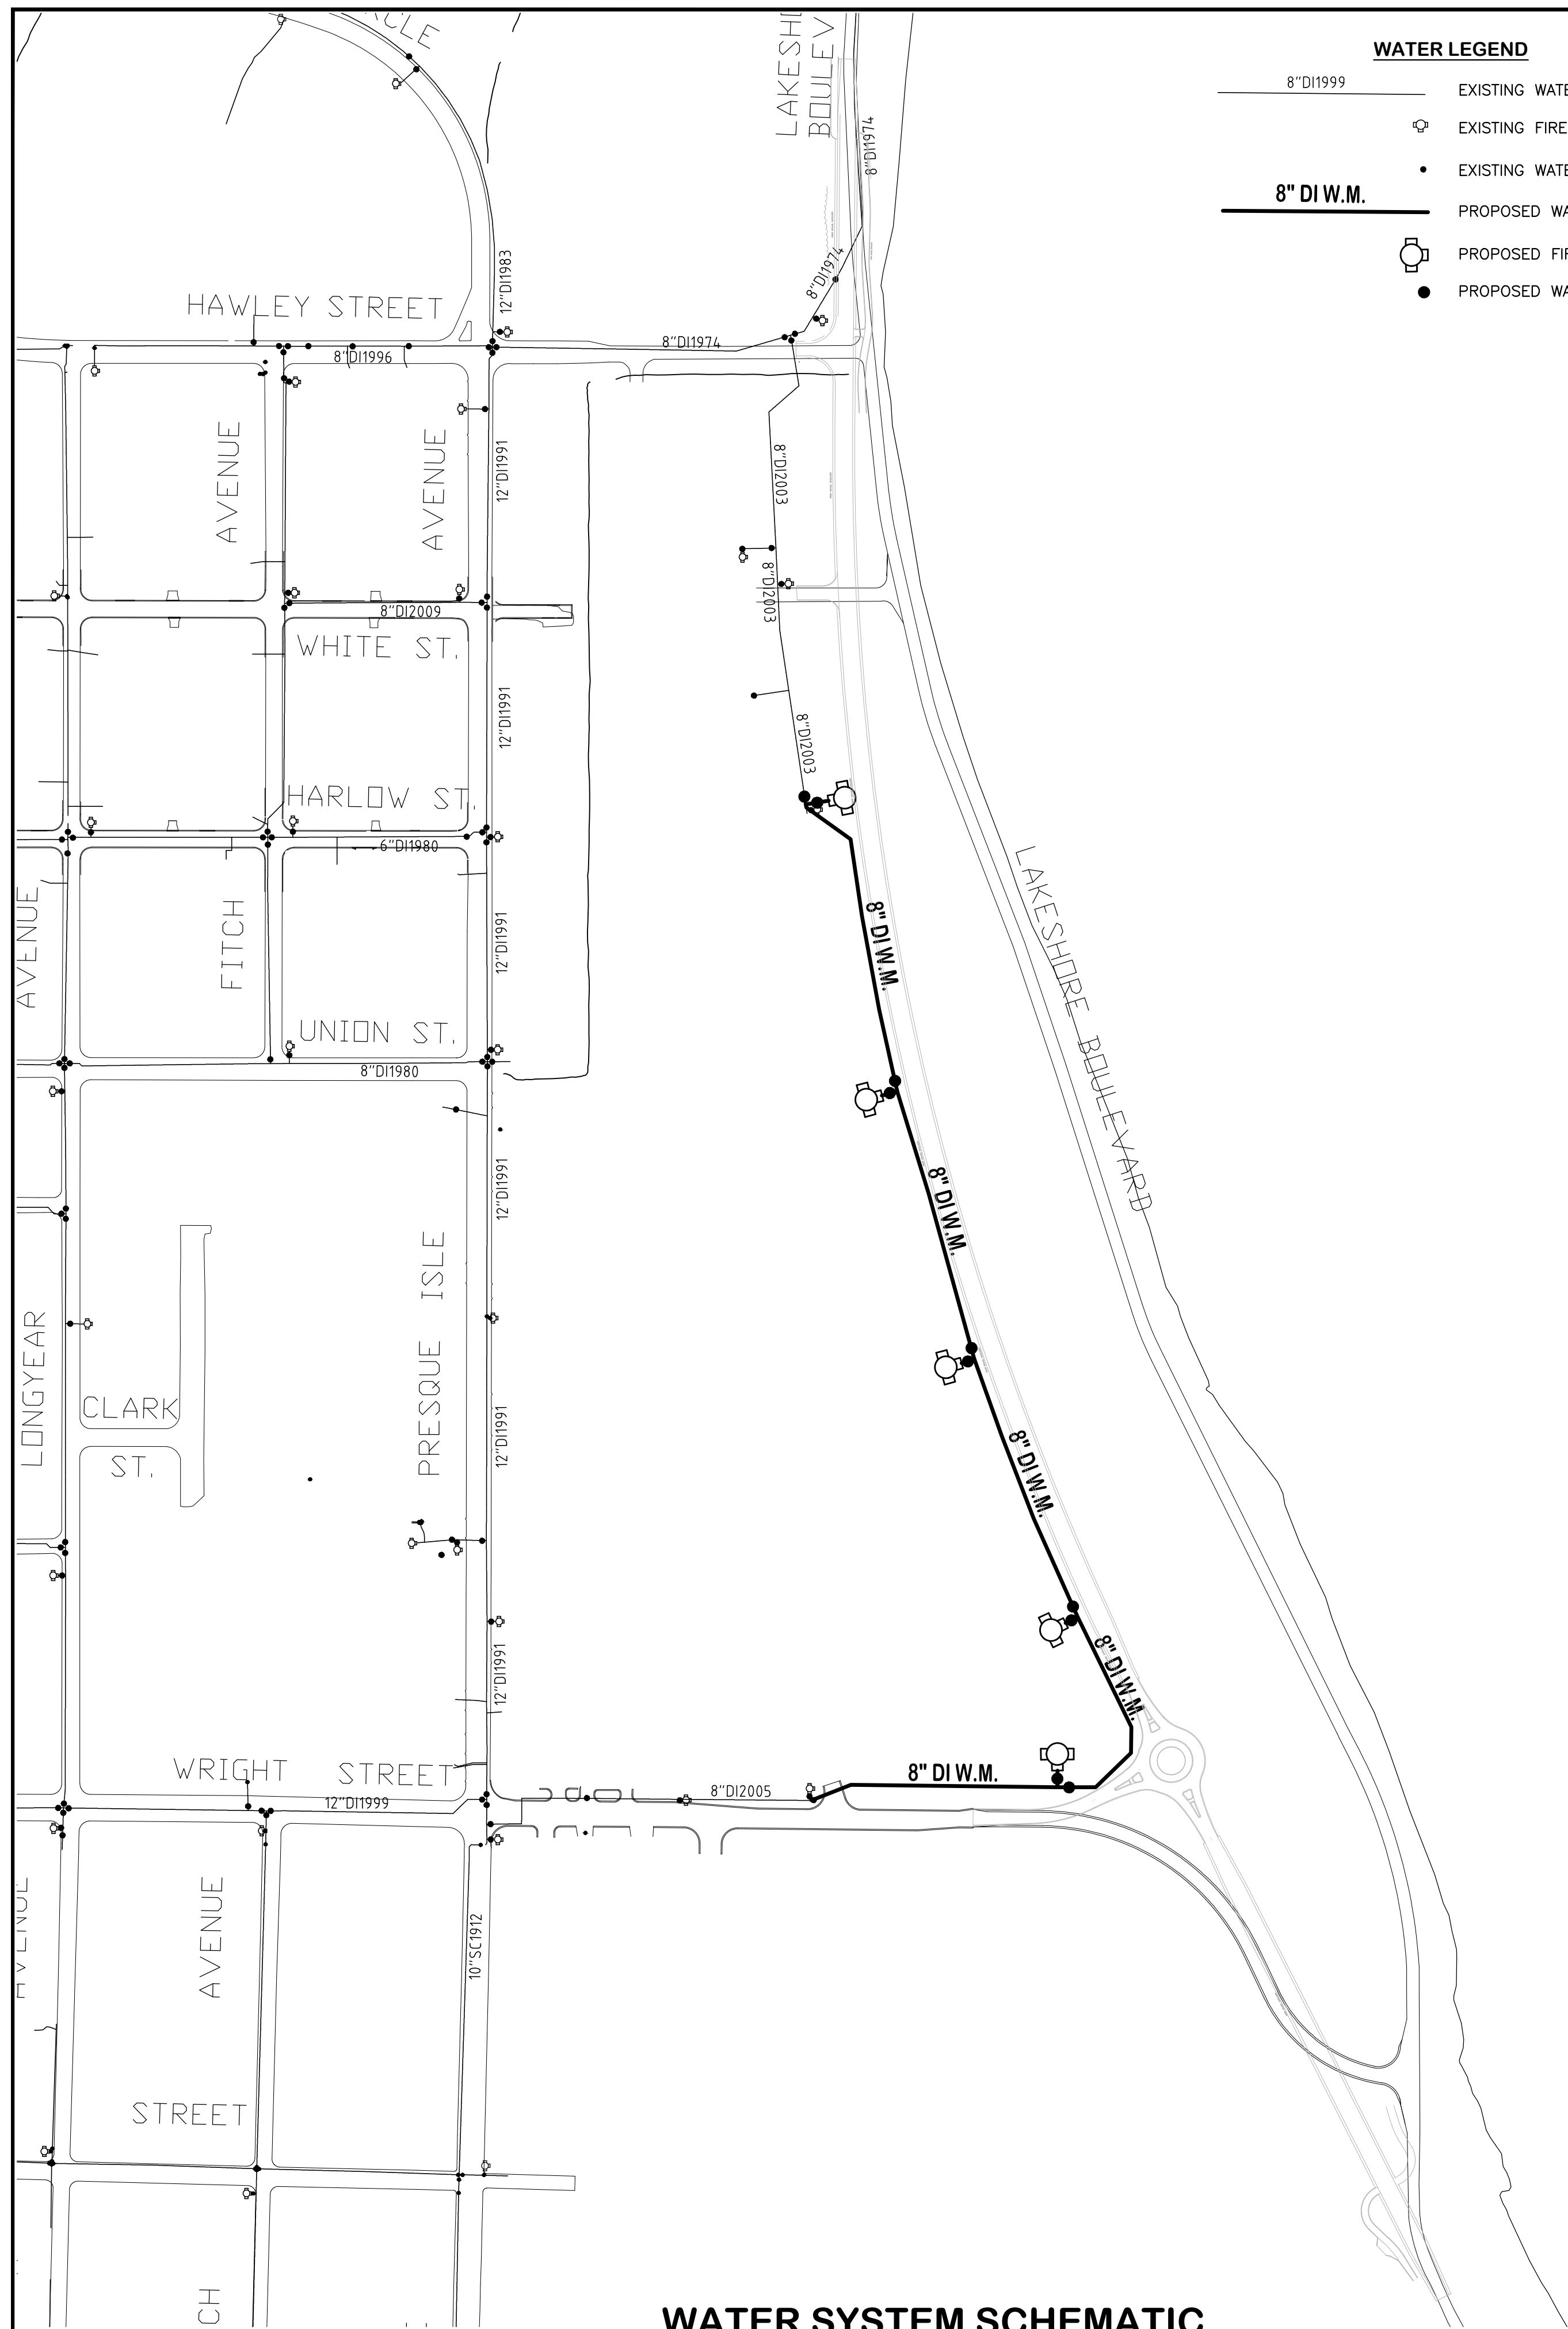 WATER LEGEND
8"DI1999
EXISTING WATE
EXISTING FIRE
EXISTING WATE
8" DI W.M.
PROPOSED WA
PROPOSED FIR
PROPOSED WA
CLE
LAKESH
BOULEV
8"DI1974
8"DI1974
12"DI1983
HAWLEY STREET
8"DI1996
8"DI1974
AVENUE
AVENUE
12"DI1991
8"DI2003
8"DI2003
8"DI2009
WHITE ST.
12"DI1991
8"DI2003
HARLOW ST.
6"DI1980
AVENUE
FITCH
12"DI1991
8" DI W.M.
LAKESHORE BOULEVARD
UNION ST.
8"DI1980
12"DI1991
8" DI W.M.
PRESQUE ISLE
LONGYEAR
CLARK
ST.
12"DI1991
8" DI W.M.
12"DI1991
8" DI W.M.
WRIGHT STREET
12"DI1999
8"DI2005
8" DI W.M.
AVENUE
AVENUE
10"SC1912
STREET
CH
WATER SYSTEM SCHEMATIC